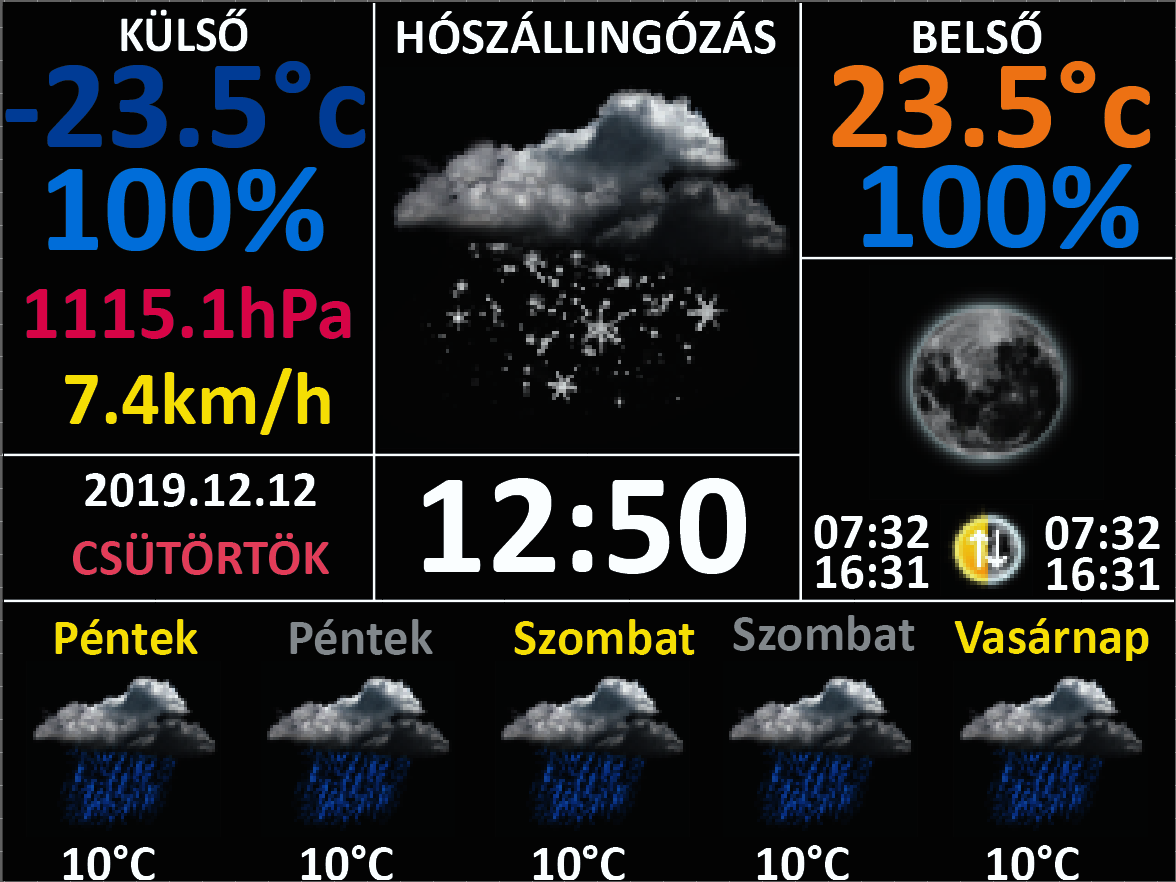 KÜLSŐ
-23.5°c
100%
1115.1hPa
7.4km/h
HÓSZÁLLINGÓZÁS
BELSŐ
23.5°c
100%
2019.12.12
CSÜTÖRTÖK
12:50
07:32
16:31
07:32
16:31
Péntek Péntek Szombat Szombat Vasárnap
10°C 10°C 10°C 10°C 10°C